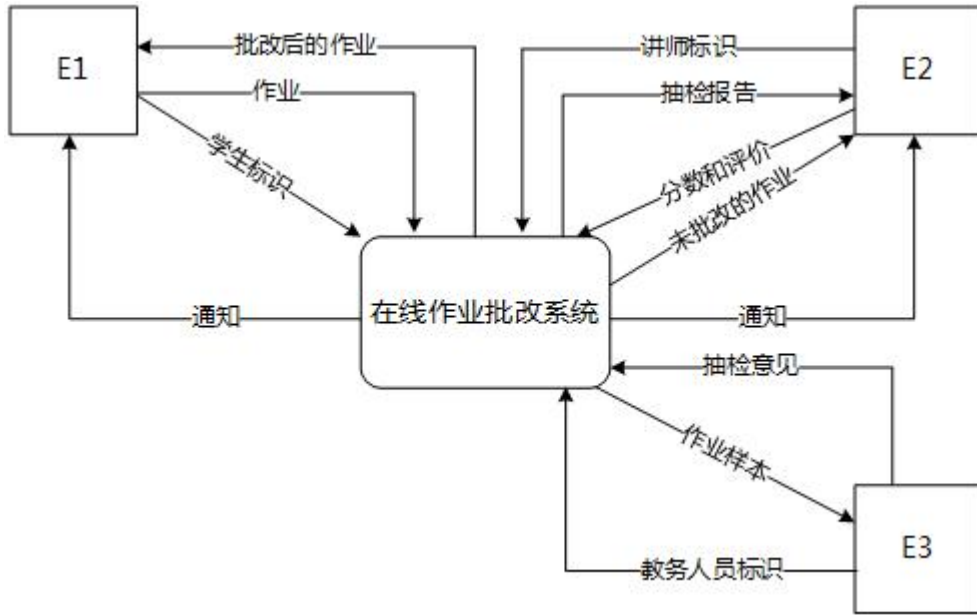 E1
批改后的作业
作业
学生标识
讲师标识
抽检报告
分数和评价
未批改的作业
E2
通知
在线作业批改系统
通知
抽检意见
作业样本
教务人员标识
E3